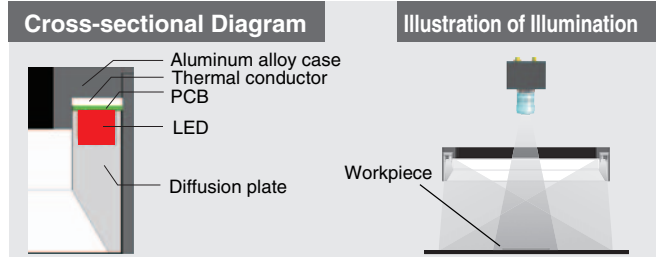 Cross-sectional Diagram
Illustration of Illumination
Aluminum alloy case
Thermal conductor
PCB
LED
Diffusion plate
Workpiece